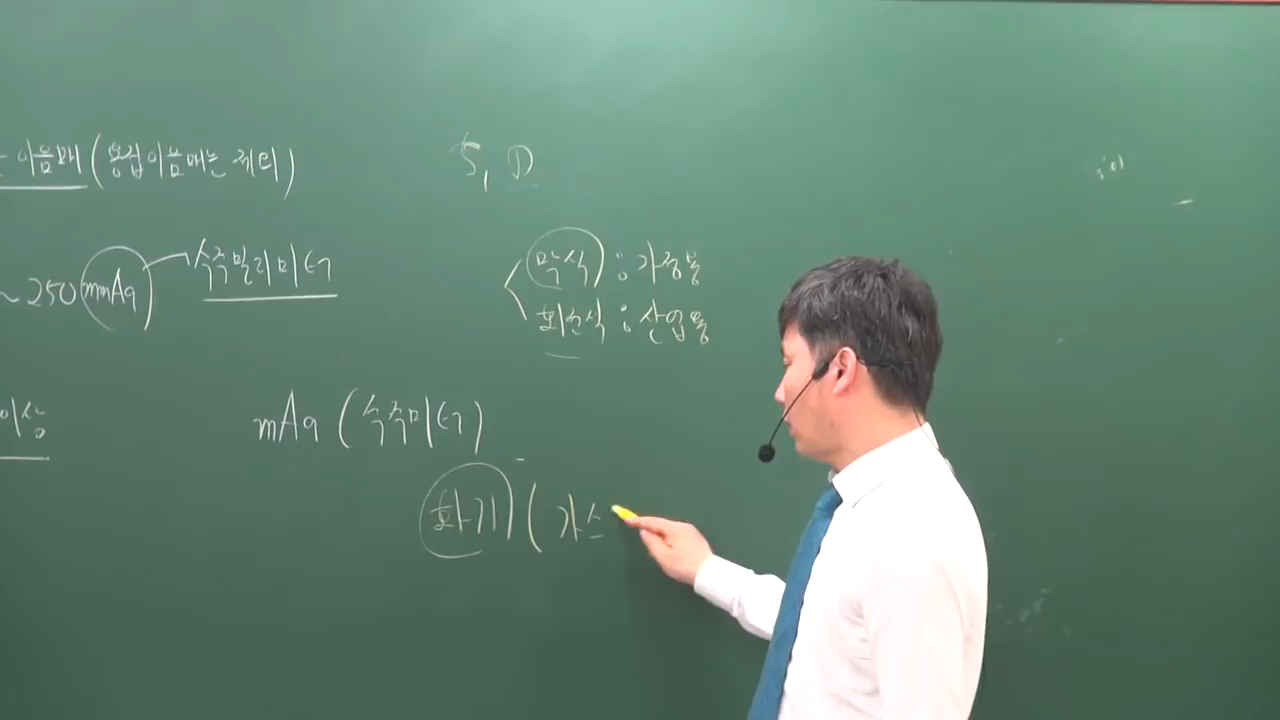 이음매 (용접이음매는 제외)
S, D
~250 mmAq 수주밀리미터
막식 : 가정용
회전식 : 산업용
이상
mAq (수주미터)
화기 (가스